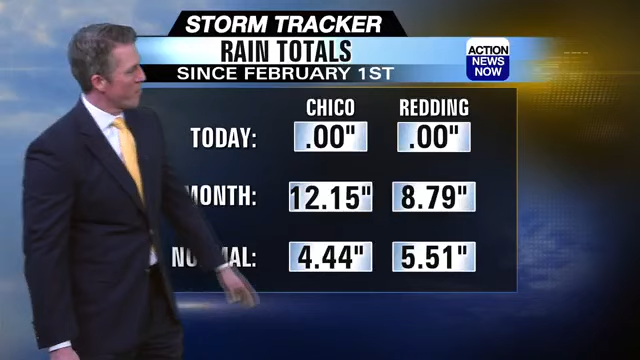 STORM TRACKER
RAIN TOTALS
SINCE FEBRUARY 1ST
ACTION
NEWS
NOW
CHICO REDDING
TODAY: .00" .00"
MONTH: 12.15" 8.79"
NORMAL: 4.44" 5.51"